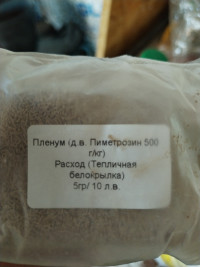 Пленум (д.в. Пиметрозин 500
г/кг)
Расход (Тепличная
белокрылка)
5гр/ 10 л.в.